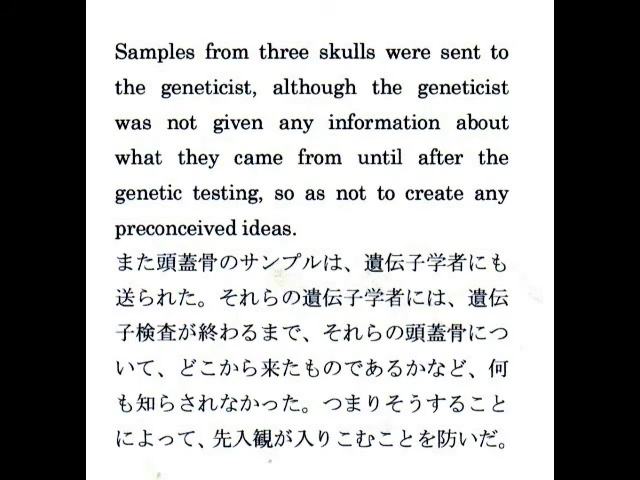 Samples from three skulls were sent to
the geneticist, although the geneticist
was not given any information about
what they came from until after the
genetic testing, so as not to create any
preconceived ideas.
また頭蓋骨のサンプルは、遺伝子学者にも
送られた。それらの遺伝子学者には、遺伝
子検査が終わるまで、それらの頭蓋骨につ
いて、どこから来たものであるかなど、何
も知らされなかった。つまりそうすること
によって、先入観が入りこむことを防いだ。